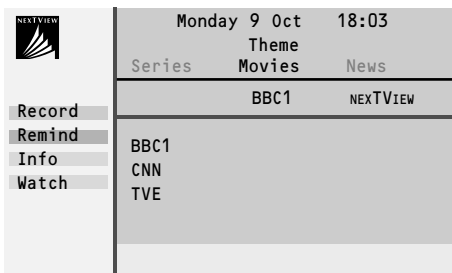 NEXTVIEW
Monday 9 Oct 18:03
Theme
Series Movies News
BBC1 NEXTVIEW
Record
Remind
Info
Watch
BBC1
CNN
TVE